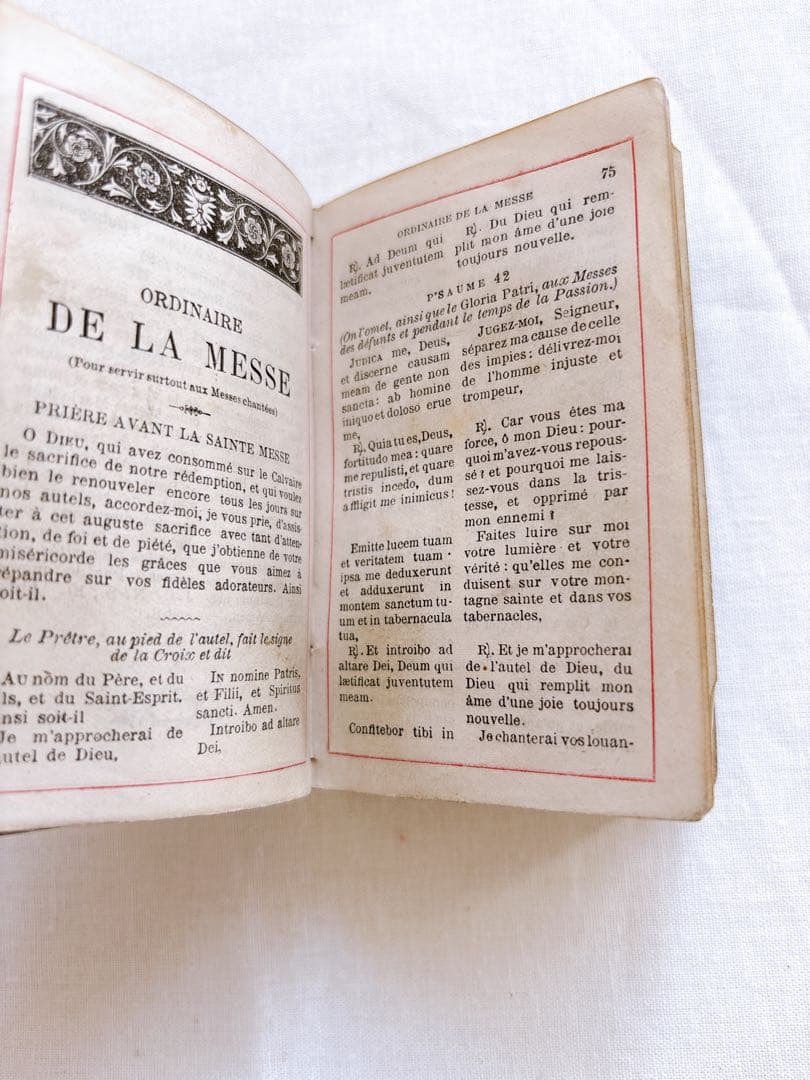 ORDINAIRE
DE LA MESSE
(Pour servir surtout aux Messes chantées)
PRIÈRE AVANT LA SAINTE MESSE
O DIEU, qui avez consommé sur le Calvaire
le sacrifice de notre rédemption, et qui voulez
bien le renouveler encore tous les jours sur
nos autels, accordez-moi, je vous prie, d'assis-
ter à cet auguste sacrifice avec tant d'atten-
tion, de foi et de piété, que j'obtienne de votre
miséricorde les grâces que vous aimez à
répandre sur vos fidèles adorateurs. Ainsi
soit-il.
Le Prêtre, au pied de l'autel, fait le signe
de la Croix et dit
AU nom du Père, et du
ls, et du Saint-Esprit.
insi soit-il
Je m'approcherai de
autel de Dieu,
IN nomine Patris,
et Filii, et Spiritus
sancti. Amen.
Introibo ad altare
Dei,
ORDINAIRE DE LA MESSE
75
℟. Ad Deum qui
lætificat juventutem
meam.
℟. Du Dieu qui rem-
plit mon âme d'une joie
toujours nouvelle.
PSAUME 42
(On l'omet, ainsi que le Gloria Patri, aux Messes
des défunts et pendant le temps de la Passion.)
JUDICA me, Deus,
et discerne causam
meam de gente non
sancta: ab homine
iniquo et doloso erue
me,
℟. Quia tu es, Deus,
fortitudo mea : quare
me repulisti, et quare
tristis incedo, dum
affligit me inimicus!
Emitte lucem tuam
et veritatem tuam ·
ipsa me deduxerunt
et adduxerunt in
montem sanctum tu-
um et in tabernacula
tua,
℟. Et introibo ad
altare Dei, Deum qui
lætificat juventutem
meam.
Confitebor tibi in
JUGEZ-MOI, Seigneur,
séparez ma cause de celle
des impies : délivrez-moi
de l'homme injuste et
trompeur,
℟. Car vous êtes ma
force, ô mon Dieu : pour-
quoi m'avez-vous repous-
sé? et pourquoi me lais-
sez-vous dans la tris-
tesse, et opprimé par
mon ennemi ?
Faites luire sur moi
votre lumière et votre
vérité : qu'elles me con-
duisent sur votre mon-
tagne sainte et dans vos
tabernacles,
℟. Et je m'approcherai
de l'autel de Dieu, du
Dieu qui remplit mon
âme d'une joie toujours
nouvelle.
Je chanterai vos louan-